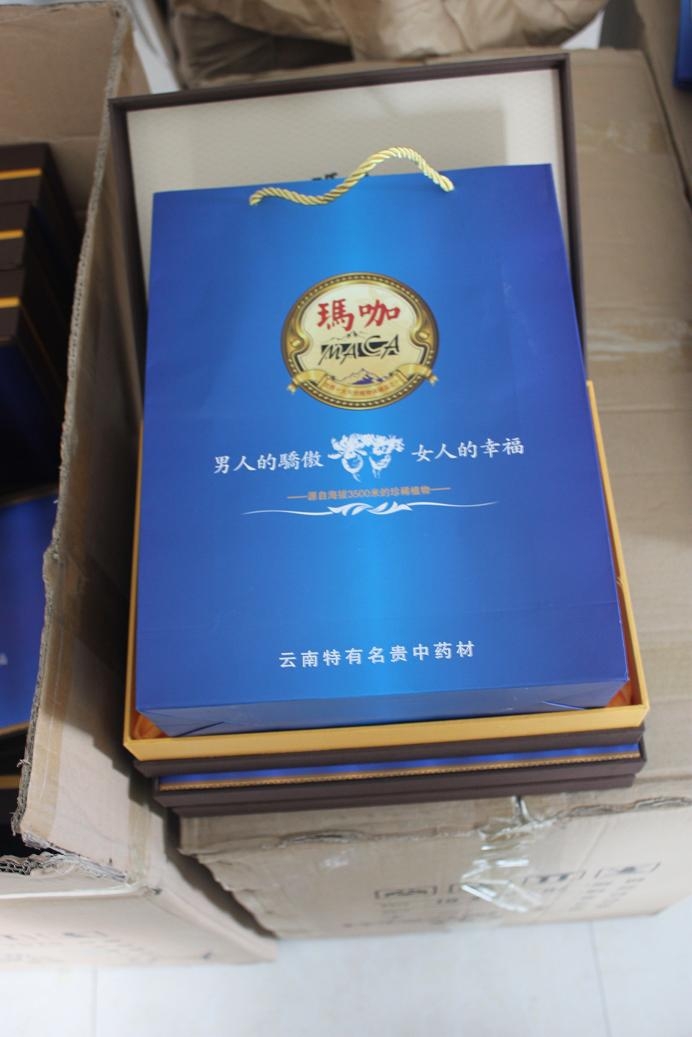 瑪咖
MACA
男人的驕傲 女人的幸福
——源自海拔3500米的珍稀植物——
云南特有名贵中药材